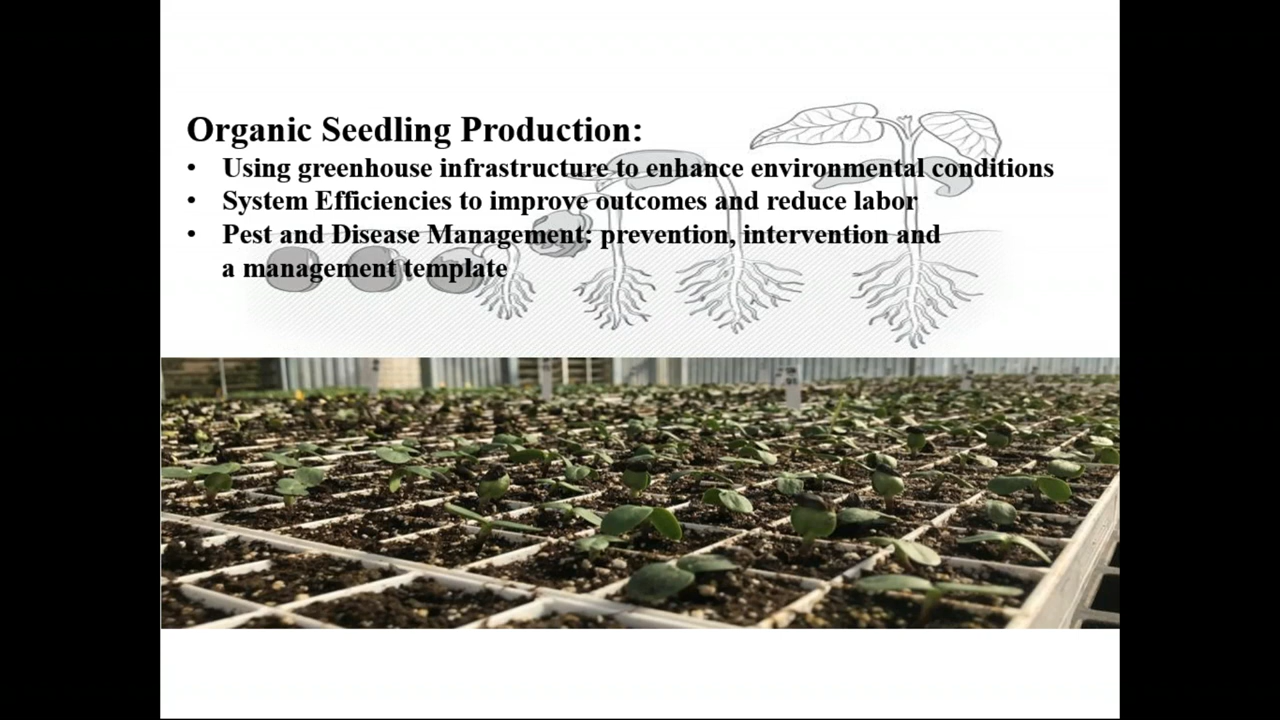 Organic Seedling Production:
• Using greenhouse infrastructure to enhance environmental conditions
• System Efficiencies to improve outcomes and reduce labor
• Pest and Disease Management: prevention, intervention and
a management template